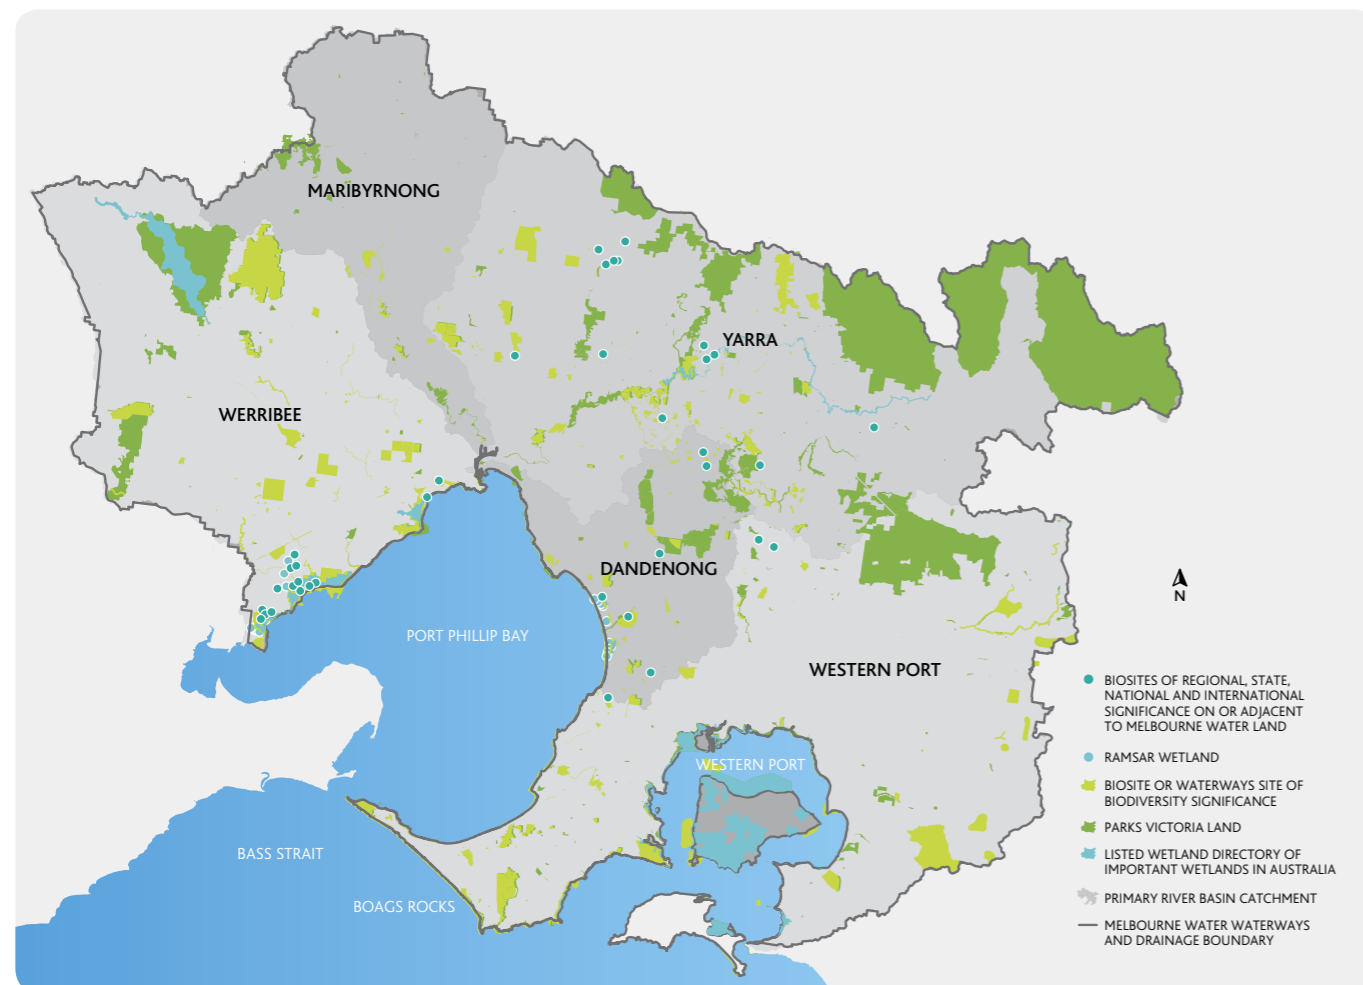 MARIBYRNONG
YARRA
WERRIBEE
DANDENONG
PORT PHILLIP BAY
WESTERN PORT
WESTERN PORT
BASS STRAIT
BOAGS ROCKS
N
BIOSITES OF REGIONAL, STATE,
NATIONAL AND INTERNATIONAL
SIGNIFICANCE ON OR ADJACENT
TO MELBOURNE WATER LAND
RAMSAR WETLAND
BIOSITE OR WATERWAYS SITE OF
BIODIVERSITY SIGNIFICANCE
PARKS VICTORIA LAND
LISTED WETLAND DIRECTORY OF
IMPORTANT WETLANDS IN AUSTRALIA
PRIMARY RIVER BASIN CATCHMENT
MELBOURNE WATER WATERWAYS
AND DRAINAGE BOUNDARY